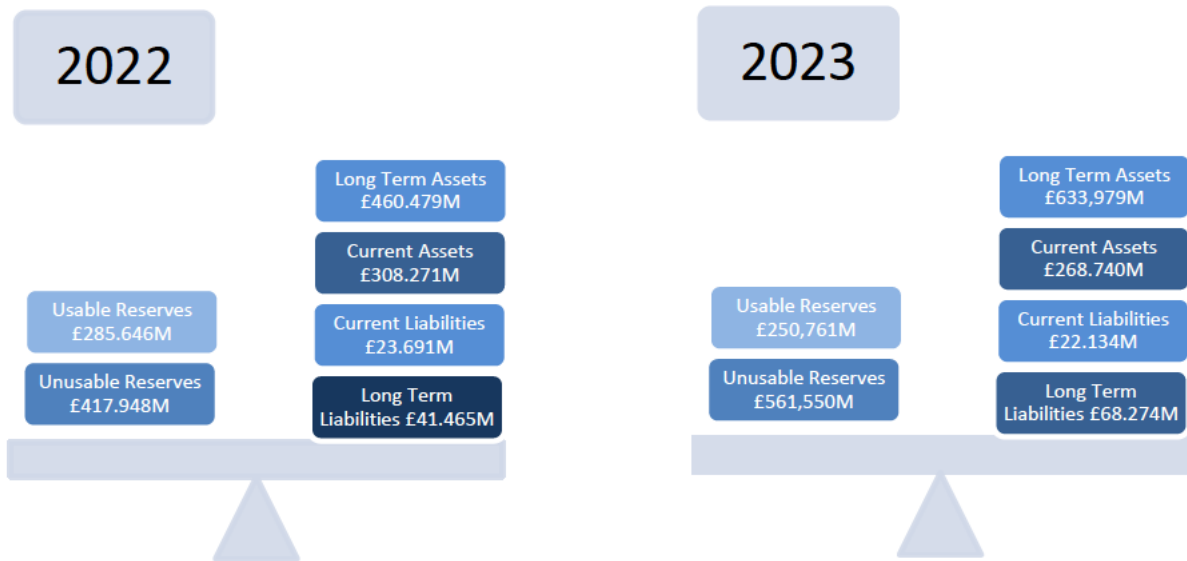 2022
Long Term Assets
£460.479M
Current Assets
£308.271M
Usable Reserves
£285.646M
Current Liabilities
£23.691M
Unusable Reserves
£417.948M
Long Term
Liabilities £41.465M
2023
Long Term Assets
£633,979M
Current Assets
£268.740M
Usable Reserves
£250,761M
Current Liabilities
£22.134M
Unusable Reserves
£561,550M
Long Term
Liabilities £68.274M